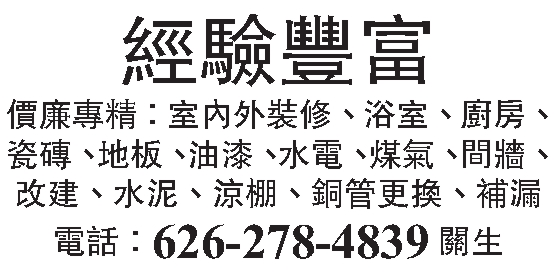 經驗豐富
價廉專精：室內外裝修、浴室、廚房、
瓷磚、地板、油漆、水電、煤氣、間牆、
改建、水泥、涼棚、銅管更換、補漏
電話：626-278-4839 關生